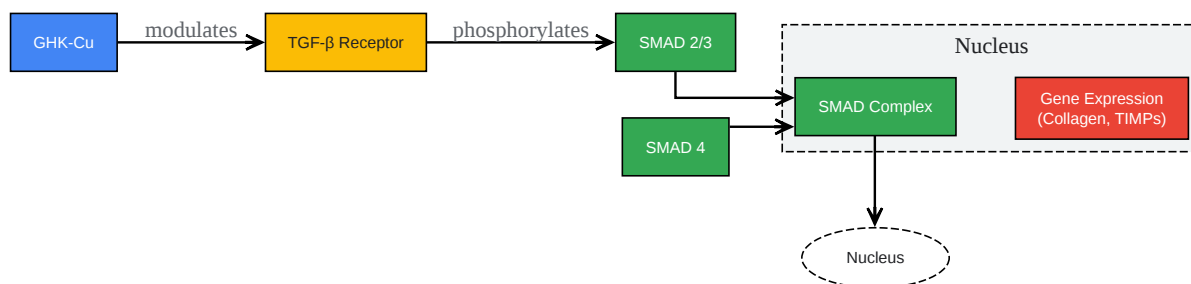 GHK-Cu
modulates
TGF-β Receptor
phosphorylates
SMAD 2/3
Nucleus
SMAD Complex
Gene Expression
(Collagen, TIMPs)
SMAD 4
Nucleus